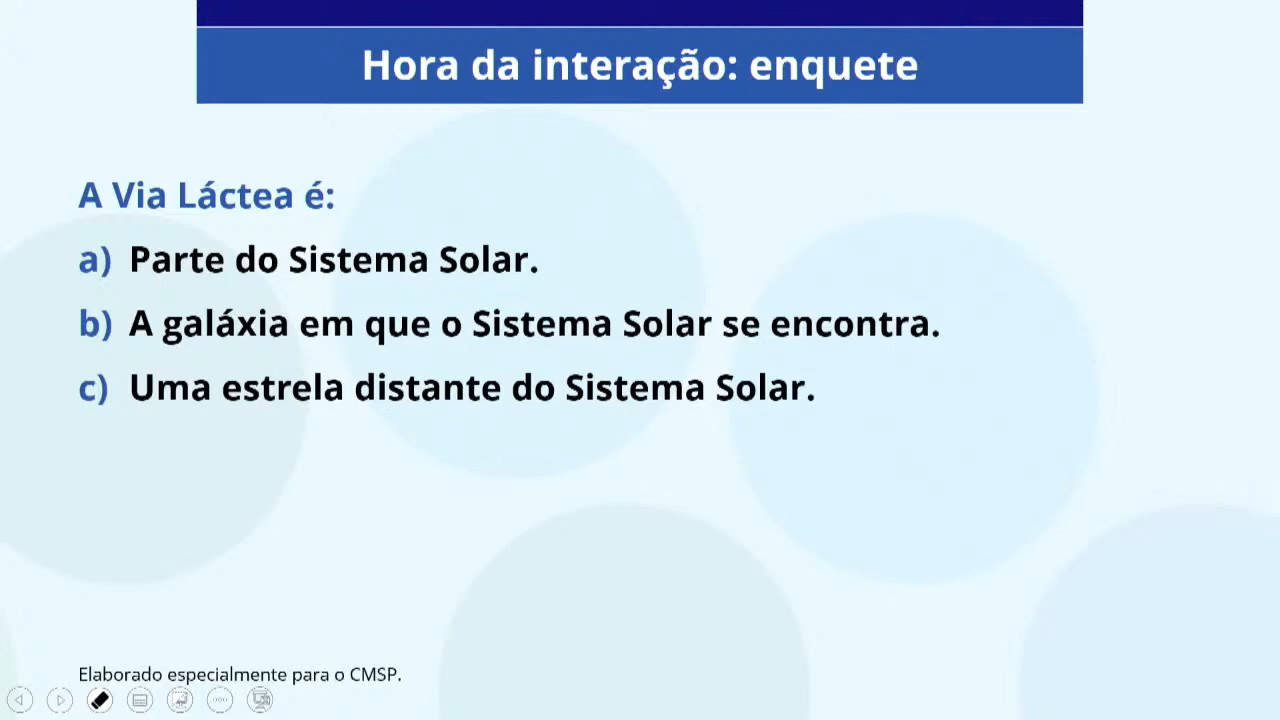 Hora da interação: enquete
A Via Láctea é:
a) Parte do Sistema Solar.
b) A galáxia em que o Sistema Solar se encontra.
c) Uma estrela distante do Sistema Solar.
Elaborado especialmente para o CMSP.